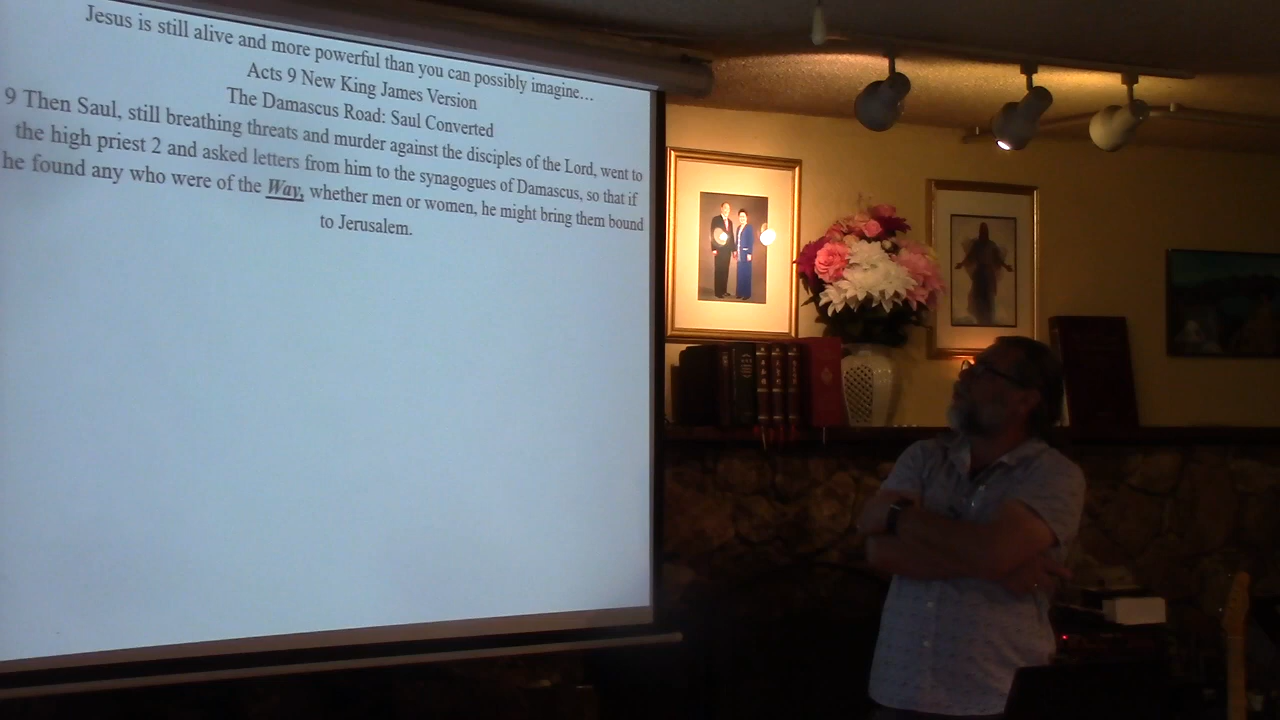 Jesus is still alive and more powerful than you can possibly imagine...
Acts 9 New King James Version
The Damascus Road: Saul Converted
9 Then Saul, still breathing threats and murder against the disciples of the Lord, went to
the high priest 2 and asked letters from him to the synagogues of Damascus, so that if
he found any who were of the Way, whether men or women, he might bring them bound
to Jerusalem.